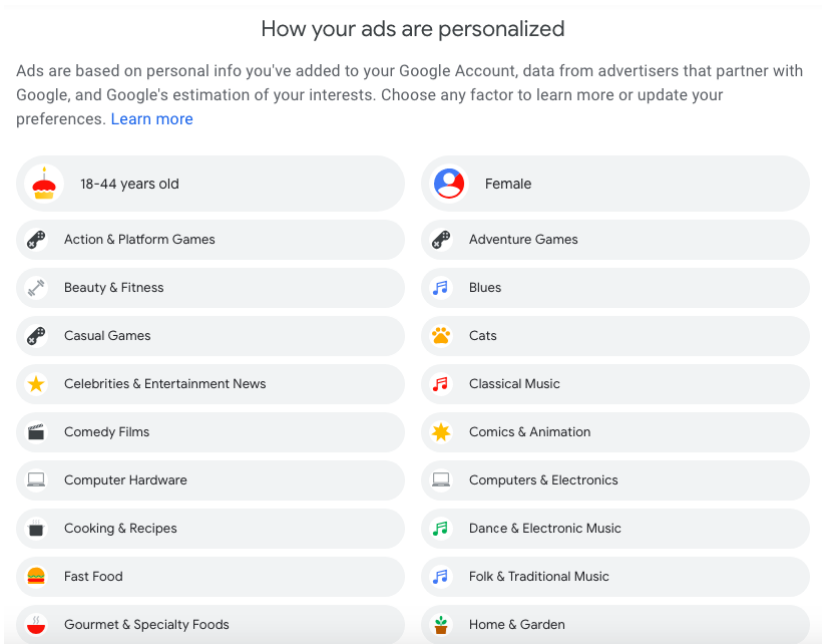 How your ads are personalized
Ads are based on personal info you've added to your Google Account, data from advertisers that partner with
Google, and Google's estimation of your interests. Choose any factor to learn more or update your
preferences. Learn more
18-44 years old
Female
Action & Platform Games
Adventure Games
Beauty & Fitness
Blues
Casual Games
Cats
Celebrities & Entertainment News
Classical Music
Comedy Films
Comics & Animation
Computer Hardware
Computers & Electronics
Cooking & Recipes
Dance & Electronic Music
Fast Food
Folk & Traditional Music
Gourmet & Specialty Foods
Home & Garden